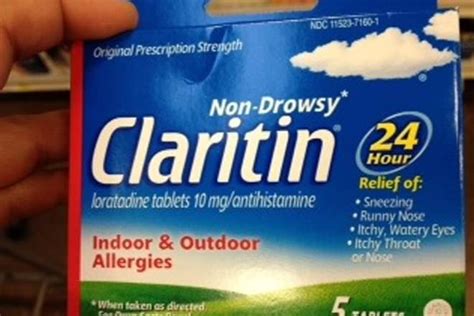 NDC 11523-7160-1
Original Prescription Strength
Non-Drowsy*
Claritin®
24
Hour
loratadine tablets 10 mg/antihistamine
Relief of:
• Sneezing
• Runny Nose
• Itchy, Watery Eyes
• Itchy Throat
or Nose
Indoor & Outdoor
Allergies
*When taken as directed.
5 TABLETS